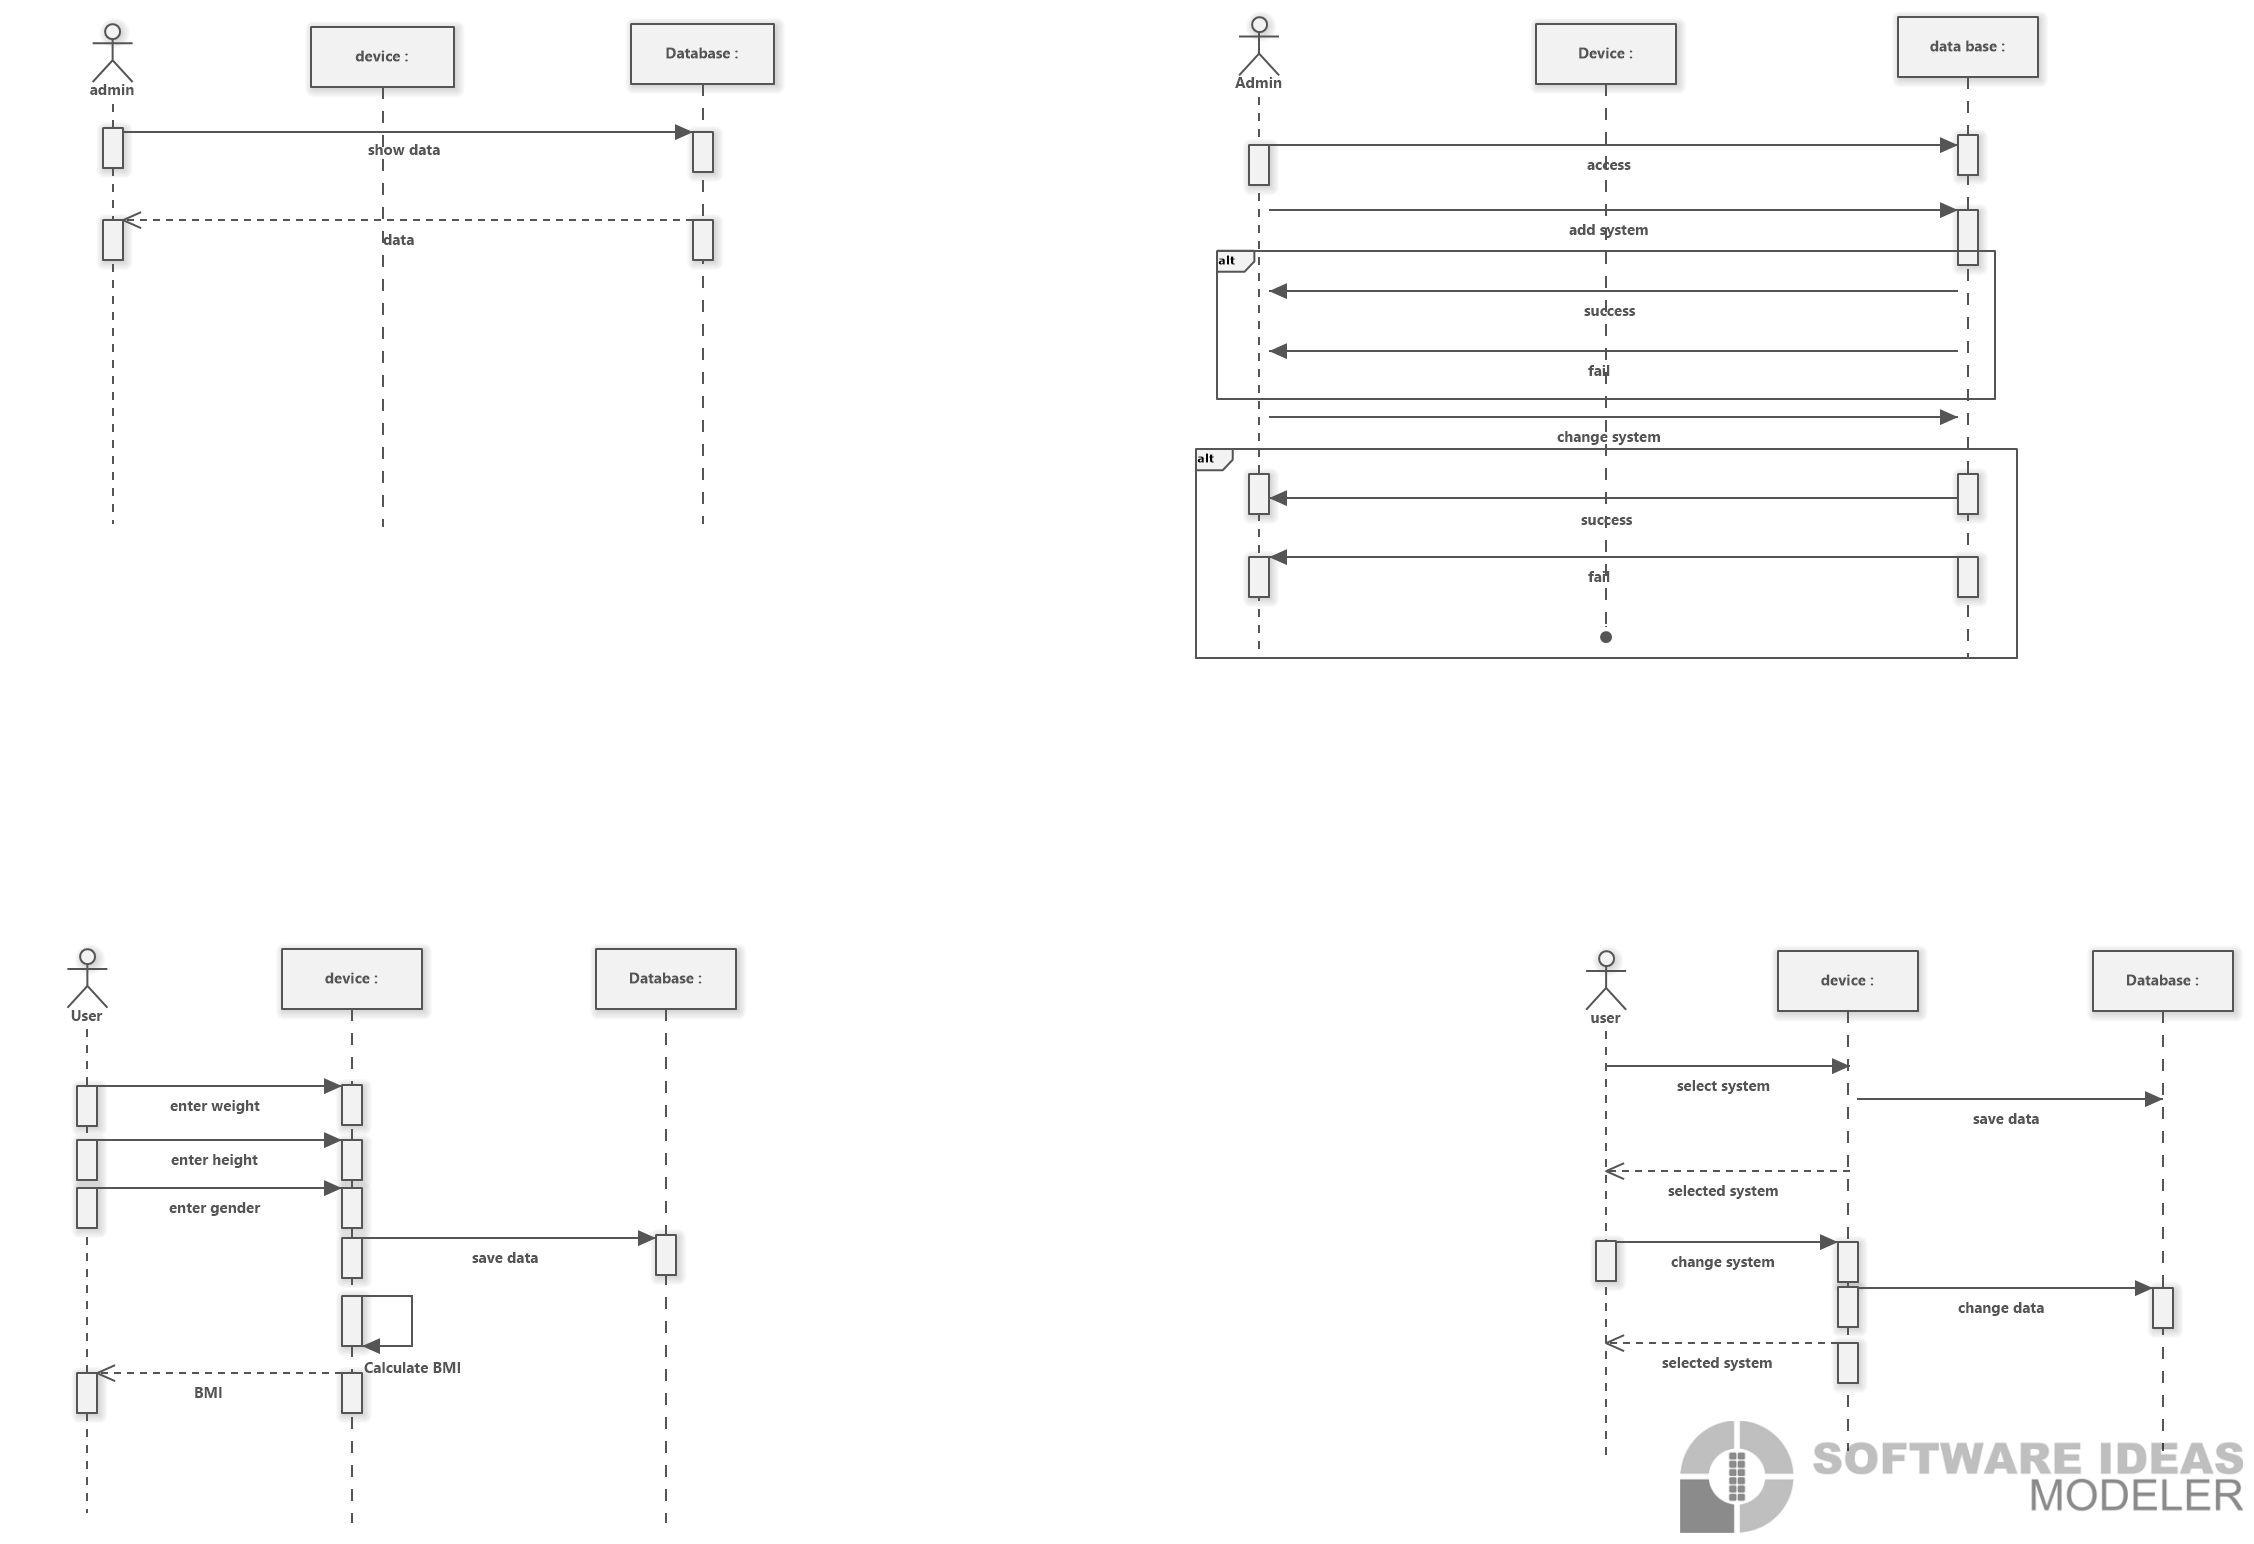 admin
device :
Database :
show data
data
Admin
Device :
data base :
access
add system
alt
success
fail
change system
alt
success
fail
User
device :
Database :
enter weight
enter height
enter gender
save data
Calculate BMI
BMI
user
device :
Database :
select system
save data
selected system
change system
change data
selected system
SOFTWARE IDEAS
MODELER